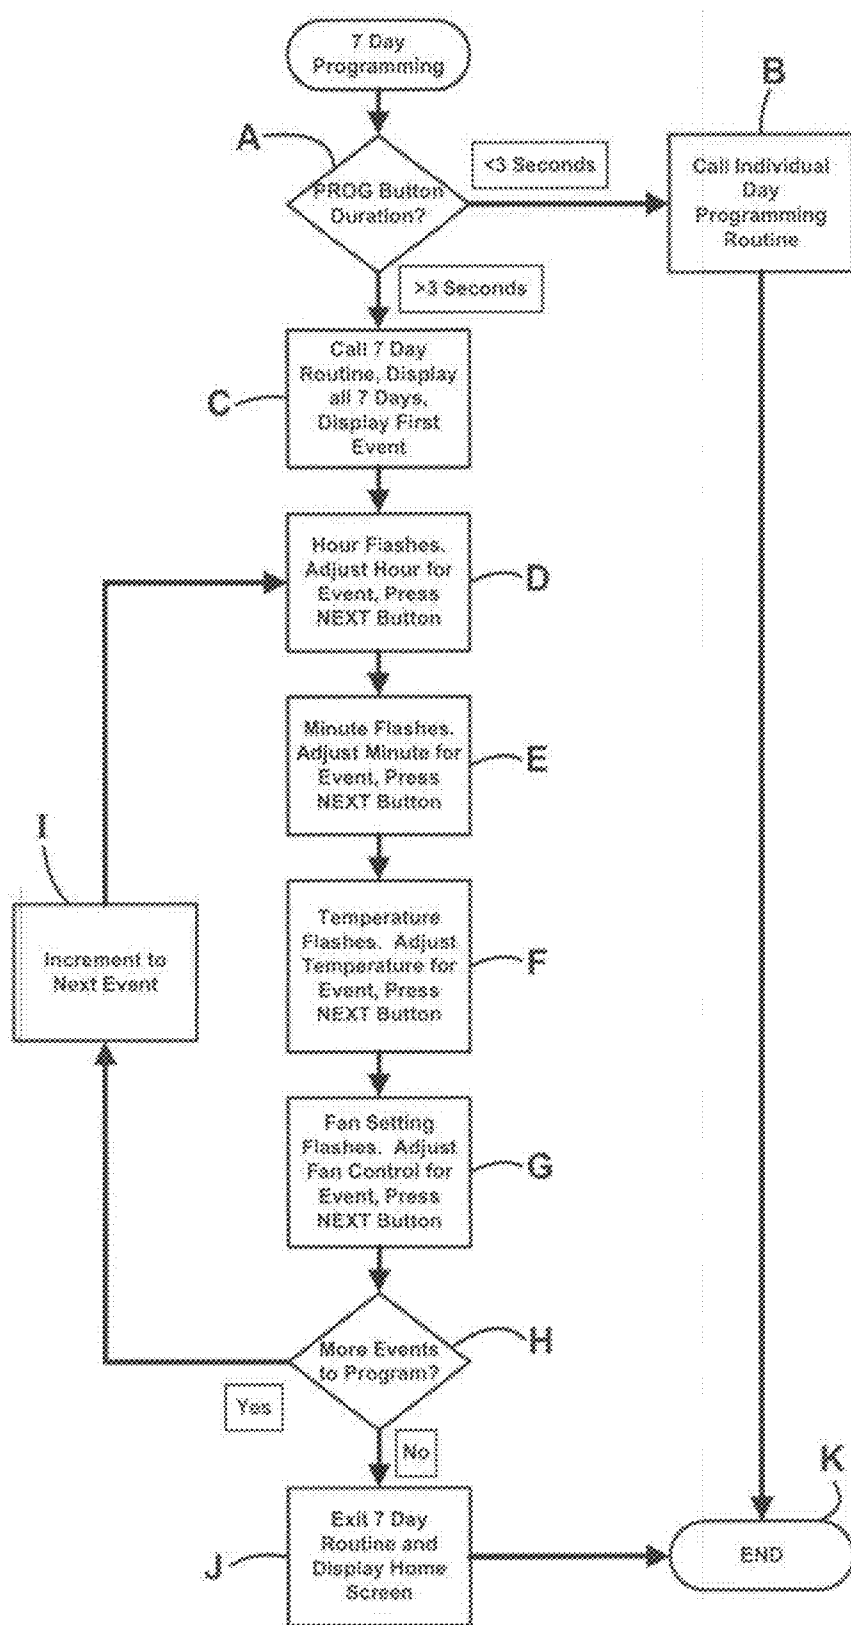 7 Day
Programming
A
B
PROG Button
Duration?
<3 Seconds
Call Individual
Day
Programming
Routine
>3 Seconds
C
Call 7 Day
Routine, Display
all 7 Days,
Display First
Event
Hour Flashes.
Adjust Hour for
Event, Press
NEXT Button
D
Minute Flashes.
Adjust Minute for
Event, Press
NEXT Button
E
I
Increment to
Next Event
Temperature
Flashes. Adjust
Temperature for
Event, Press
NEXT Button
F
Fan Setting
Flashes. Adjust
Fan Control for
Event, Press
NEXT Button
G
More Events
to Program?
H
Yes
No
J
Exit 7 Day
Routine and
Display Home
Screen
K
END